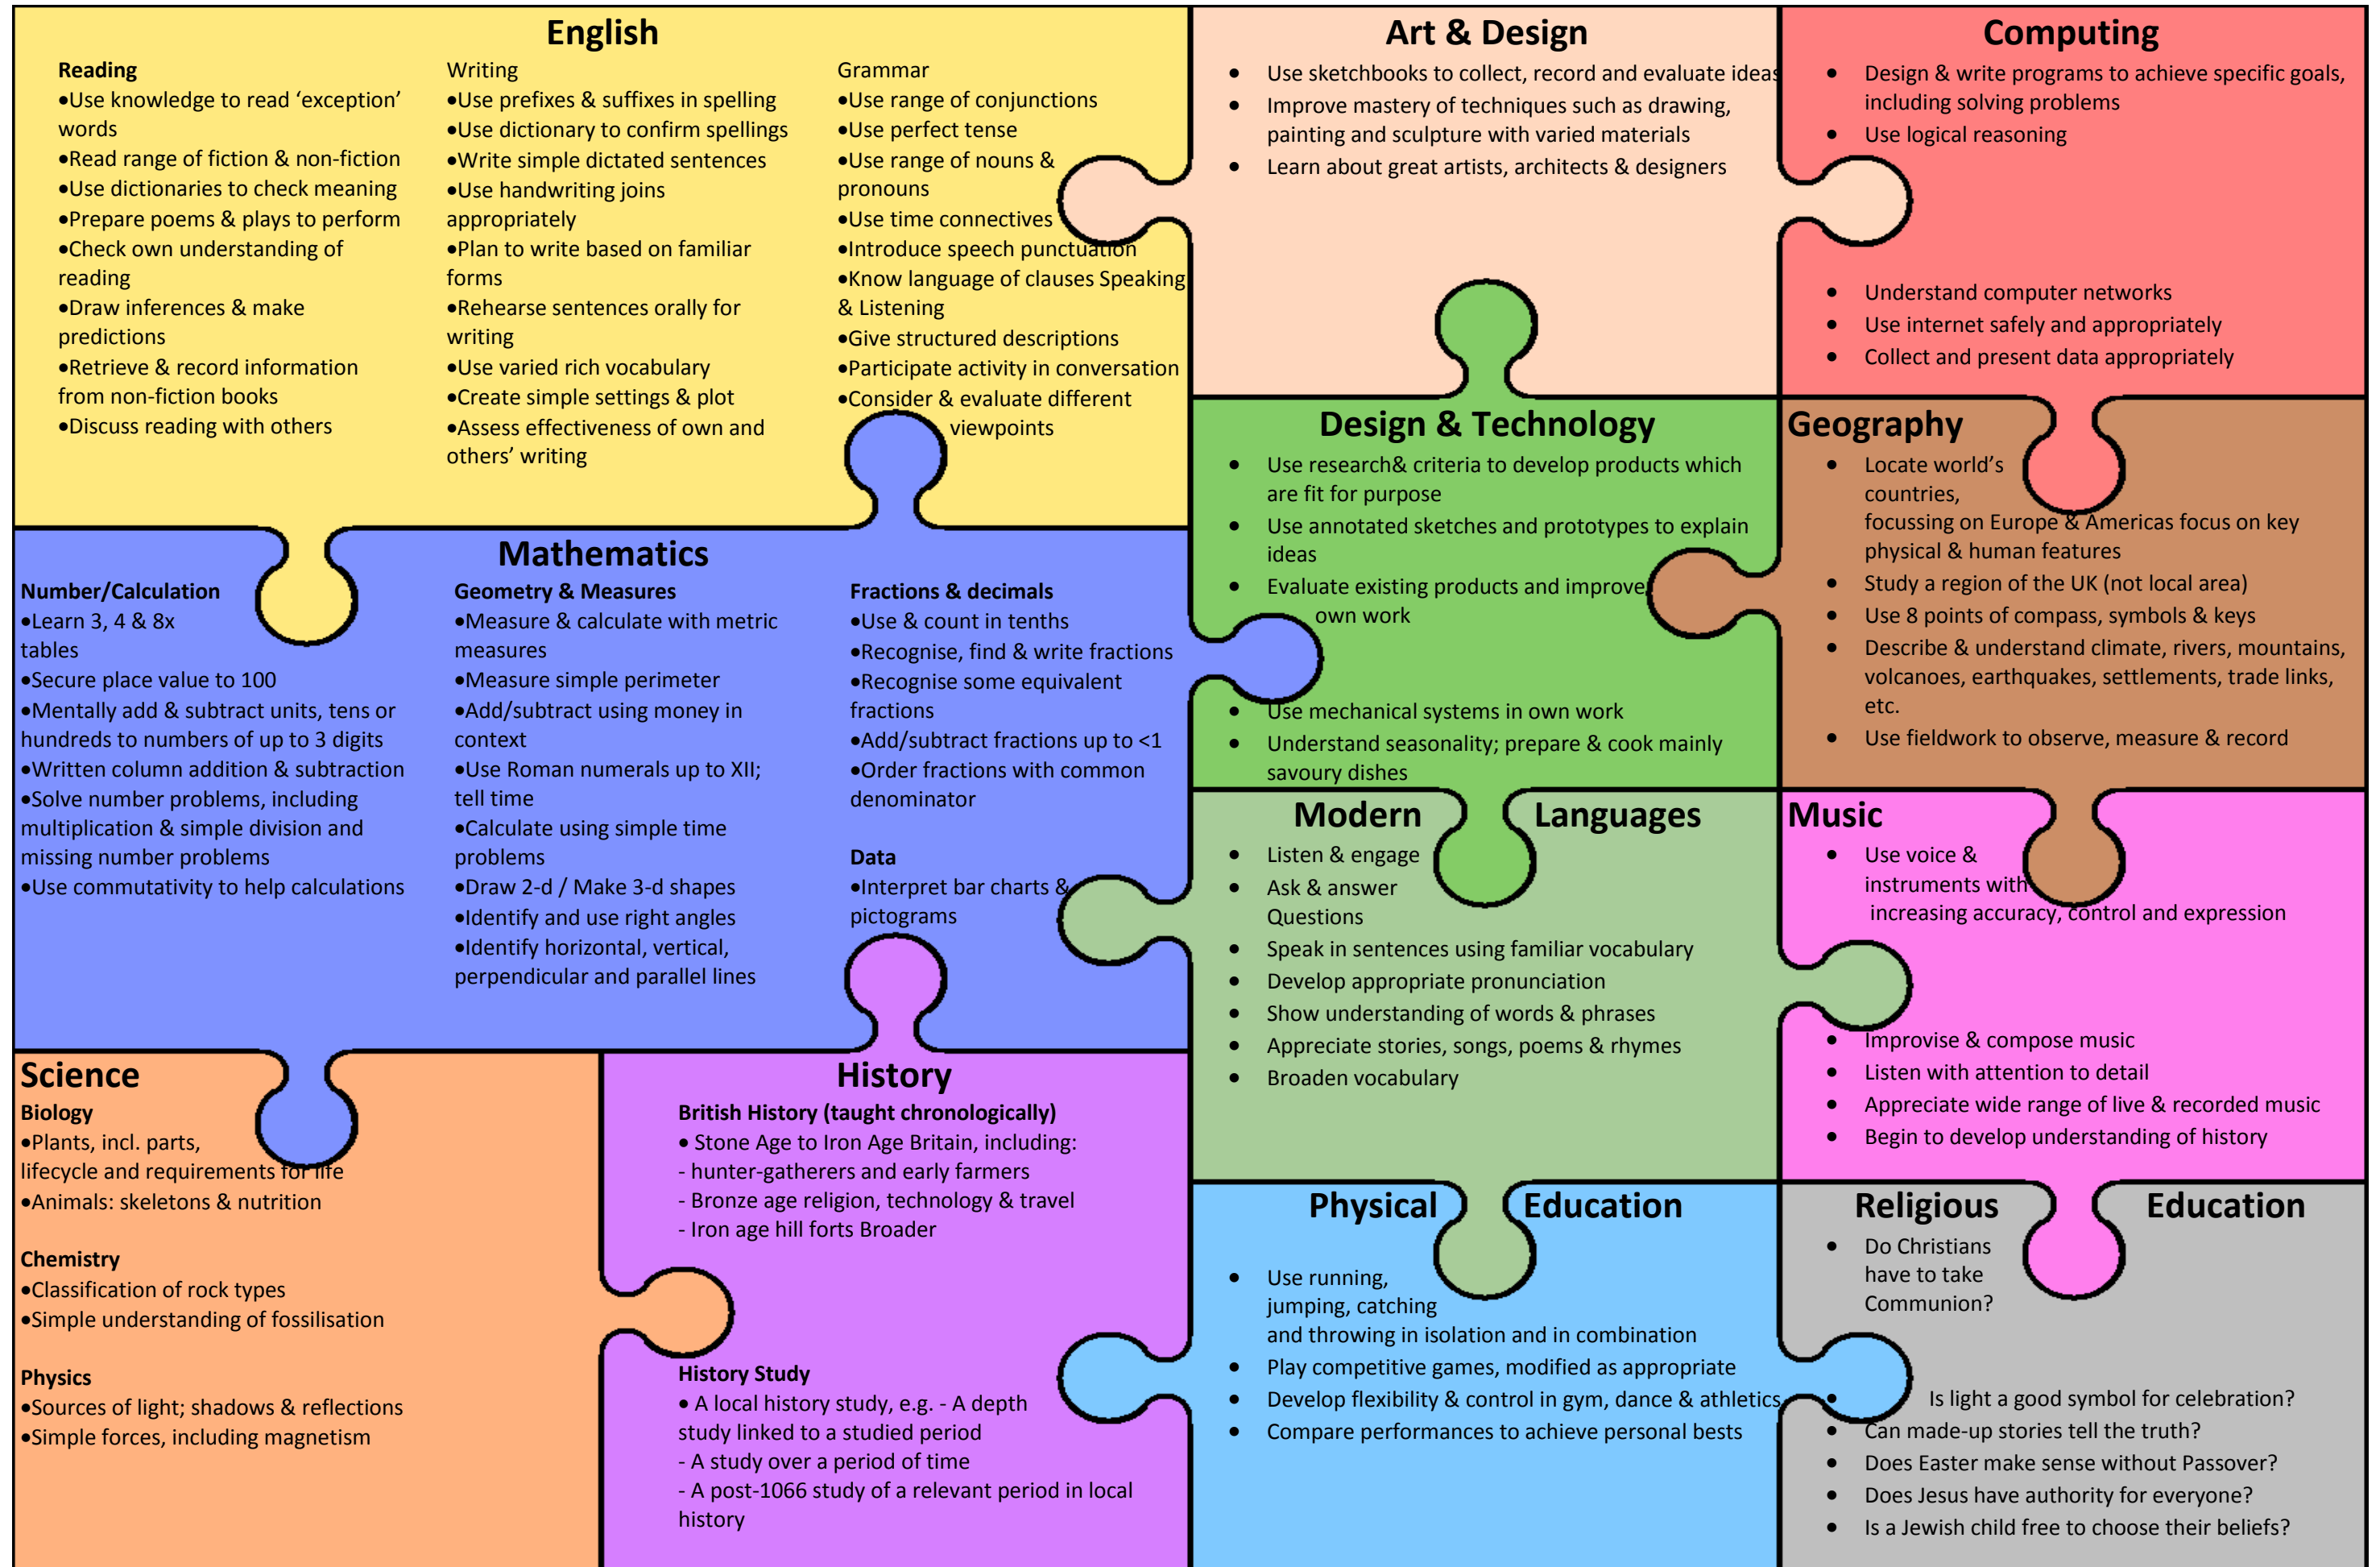 English
Reading
•Use knowledge to read ‘exception’
words
•Read range of fiction & non-fiction
•Use dictionaries to check meaning
•Prepare poems & plays to perform
•Check own understanding of
reading
•Draw inferences & make
predictions
•Retrieve & record information
from non-fiction books
•Discuss reading with others
Writing
•Use prefixes & suffixes in spelling
•Use dictionary to confirm spellings
•Write simple dictated sentences
•Use handwriting joins
appropriately
•Plan to write based on familiar
forms
•Rehearse sentences orally for
writing
•Use varied rich vocabulary
•Create simple settings & plot
•Assess effectiveness of own and
others’ writing
Grammar
•Use range of conjunctions
•Use perfect tense
•Use range of nouns &
pronouns
•Use time connectives
•Introduce speech punctuation
•Know language of clauses Speaking
& Listening
•Give structured descriptions
•Participate activity in conversation
•Consider & evaluate different
viewpoints
Art & Design
• Use sketchbooks to collect, record and evaluate ideas
• Improve mastery of techniques such as drawing,
painting and sculpture with varied materials
• Learn about great artists, architects & designers
Computing
• Design & write programs to achieve specific goals,
including solving problems
• Use logical reasoning
• Understand computer networks
• Use internet safely and appropriately
• Collect and present data appropriately
Design & Technology
• Use research& criteria to develop products which
are fit for purpose
• Use annotated sketches and prototypes to explain
ideas
• Evaluate existing products and improve
own work
• Use mechanical systems in own work
• Understand seasonality; prepare & cook mainly
savoury dishes
Geography
• Locate world’s
countries,
focussing on Europe & Americas focus on key
physical & human features
• Study a region of the UK (not local area)
• Use 8 points of compass, symbols & keys
• Describe & understand climate, rivers, mountains,
volcanoes, earthquakes, settlements, trade links,
etc.
• Use fieldwork to observe, measure & record
Mathematics
Number/Calculation
•Learn 3, 4 & 8x
tables
•Secure place value to 100
•Mentally add & subtract units, tens or
hundreds to numbers of up to 3 digits
•Written column addition & subtraction
•Solve number problems, including
multiplication & simple division and
missing number problems
•Use commutativity to help calculations
Geometry & Measures
•Measure & calculate with metric
measures
•Measure simple perimeter
•Add/subtract using money in
context
•Use Roman numerals up to XII;
tell time
•Calculate using simple time
problems
•Draw 2-d / Make 3-d shapes
•Identify and use right angles
•Identify horizontal, vertical,
perpendicular and parallel lines
Fractions & decimals
•Use & count in tenths
•Recognise, find & write fractions
•Recognise some equivalent
fractions
•Add/subtract fractions up to <1
•Order fractions with common
denominator
Data
•Interpret bar charts &
pictograms
Modern Languages
• Listen & engage
• Ask & answer
Questions
• Speak in sentences using familiar vocabulary
• Develop appropriate pronunciation
• Show understanding of words & phrases
• Appreciate stories, songs, poems & rhymes
• Broaden vocabulary
Music
• Use voice &
instruments with
increasing accuracy, control and expression
• Improvise & compose music
• Listen with attention to detail
• Appreciate wide range of live & recorded music
• Begin to develop understanding of history
Science
Biology
•Plants, incl. parts,
lifecycle and requirements for life
•Animals: skeletons & nutrition
Chemistry
•Classification of rock types
•Simple understanding of fossilisation
Physics
•Sources of light; shadows & reflections
•Simple forces, including magnetism
History
British History (taught chronologically)
• Stone Age to Iron Age Britain, including:
- hunter-gatherers and early farmers
- Bronze age religion, technology & travel
- Iron age hill forts Broader
History Study
• A local history study, e.g. - A depth
study linked to a studied period
- A study over a period of time
- A post-1066 study of a relevant period in local
history
Physical Education
• Use running,
jumping, catching
and throwing in isolation and in combination
• Play competitive games, modified as appropriate
• Develop flexibility & control in gym, dance & athletics
• Compare performances to achieve personal bests
Religious Education
• Do Christians
have to take
Communion?
• Is light a good symbol for celebration?
• Can made-up stories tell the truth?
• Does Easter make sense without Passover?
• Does Jesus have authority for everyone?
• Is a Jewish child free to choose their beliefs?